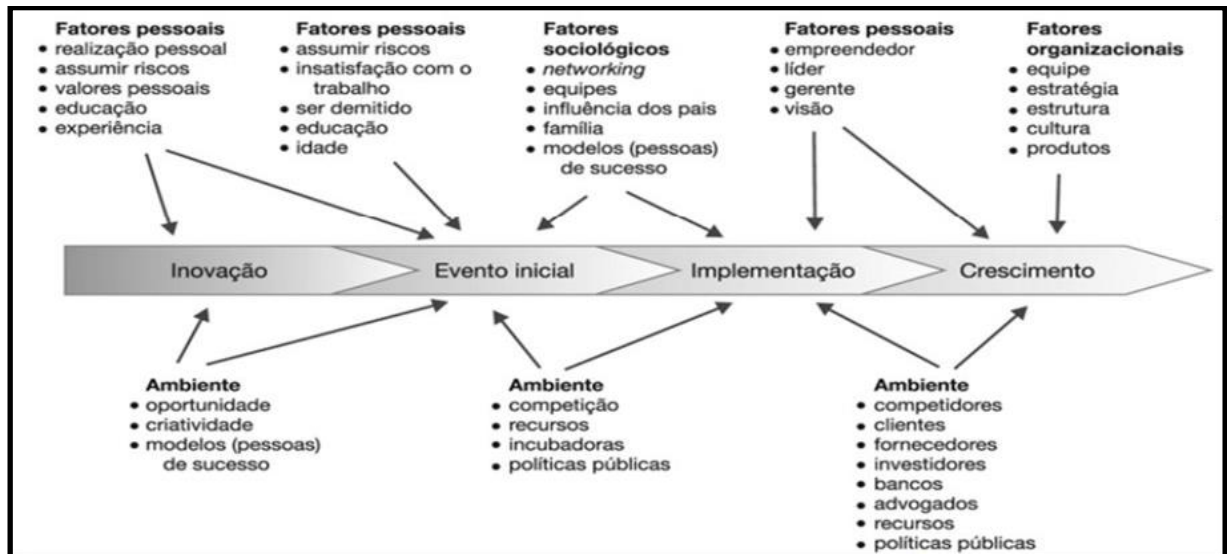 Fatores pessoais
• realização pessoal
• assumir riscos
• valores pessoais
• educação
• experiência
Fatores pessoais
• assumir riscos
• insatisfação com o
trabalho
• ser demitido
• educação
• idade
Fatores
sociológicos
• networking
• equipes
• influência dos pais
• família
• modelos (pessoas)
de sucesso
Fatores pessoais
• empreendedor
• líder
• gerente
• visão
Fatores
organizacionais
• equipe
• estratégia
• estrutura
• cultura
• produtos
Inovação
Evento inicial
Implementação
Crescimento
Ambiente
• oportunidade
• criatividade
• modelos (pessoas)
de sucesso
Ambiente
• competição
• recursos
• incubadoras
• políticas públicas
Ambiente
• competidores
• clientes
• fornecedores
• investidores
• bancos
• advogados
• recursos
• políticas públicas